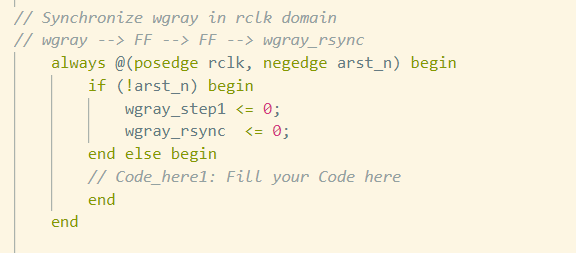 // Synchronize wgray in rclk domain
// wgray --> FF --> FF --> wgray_rsync
always @(posedge rclk, negedge arst_n) begin
if (!arst_n) begin
wgray_step1 <= 0;
wgray_rsync <= 0;
end else begin
// Code_here1: Fill your Code here
end
end